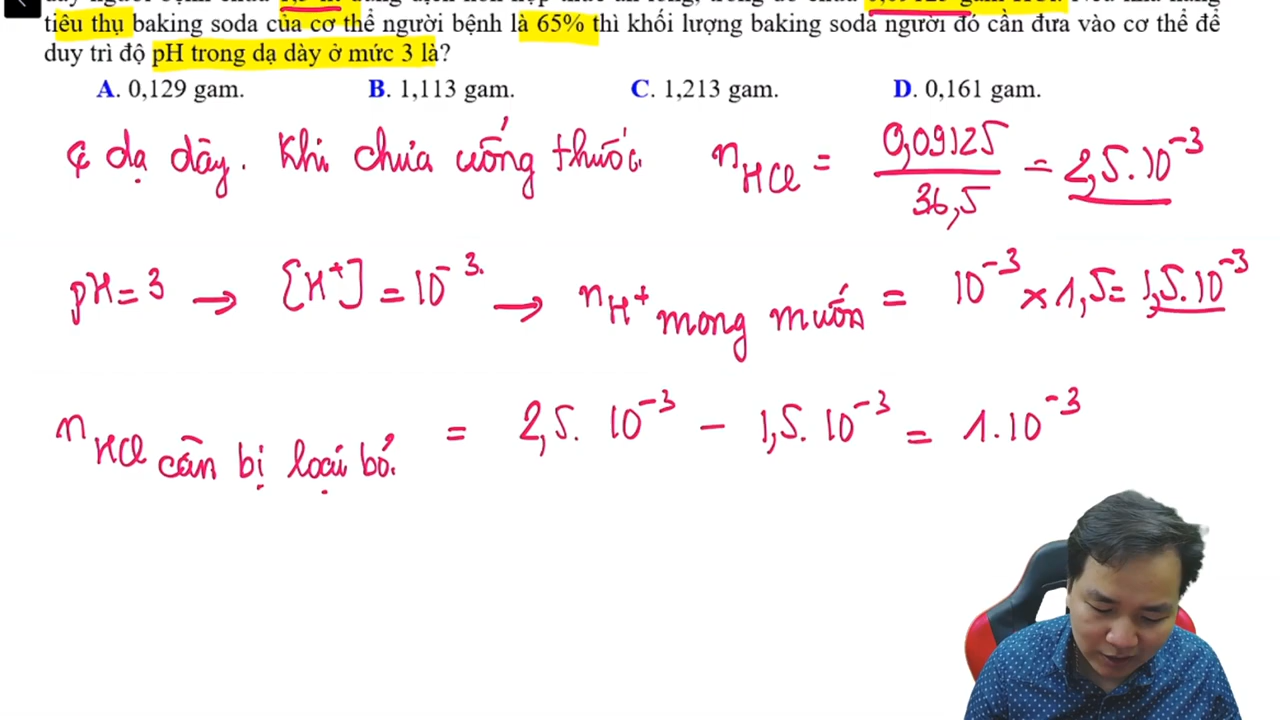 tiêu thụ baking soda của cơ thể người bệnh là 65% thì khối lượng baking soda người đó cần đưa vào cơ thể để
duy trì độ pH trong dạ dày ở mức 3 là?
A. 0,129 gam. B. 1,113 gam. C. 1,213 gam. D. 0,161 gam.
dạ dày. Khi chưa uống thuốc. n HCl = 0,09125 / 36,5 = 2,5.10⁻³
pH = 3 → [H⁺] = 10⁻³. → n H⁺ mong muốn = 10⁻³ × 1,5 = 1,5.10⁻³
n HCl cần bị loại bỏ. = 2,5.10⁻³ − 1,5.10⁻³ = 1.10⁻³